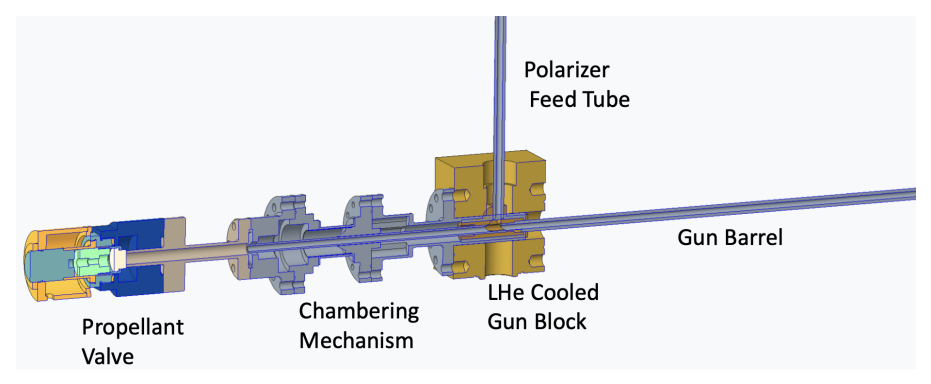 Polarizer
Feed Tube
Gun Barrel
LHe Cooled
Gun Block
Chambering
Mechanism
Propellant
Valve